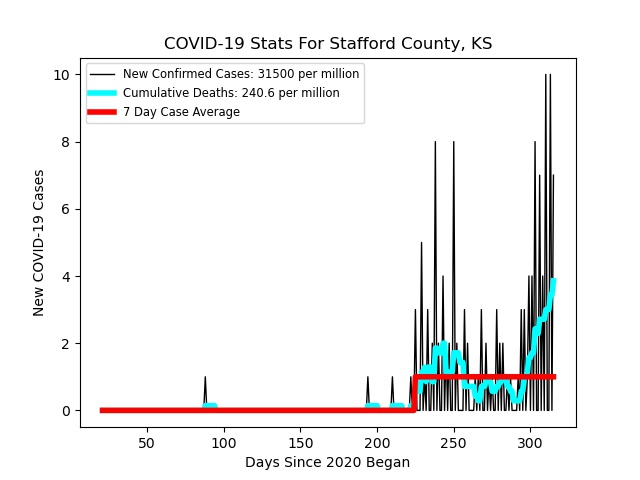 COVID-19 Stats For Stafford County, KS
New Confirmed Cases: 31500 per million
Cumulative Deaths: 240.6 per million
7 Day Case Average
New COVID-19 Cases
10
8
6
4
2
0
50 100 150 200 250 300
Days Since 2020 Began